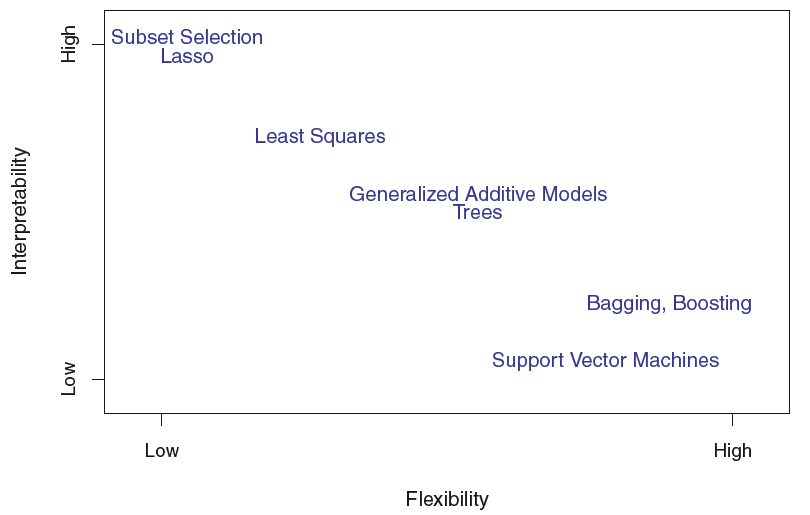 High
Subset Selection
Lasso
Least Squares
Interpretability
Generalized Additive Models
Trees
Bagging, Boosting
Support Vector Machines
Low
Low
High
Flexibility